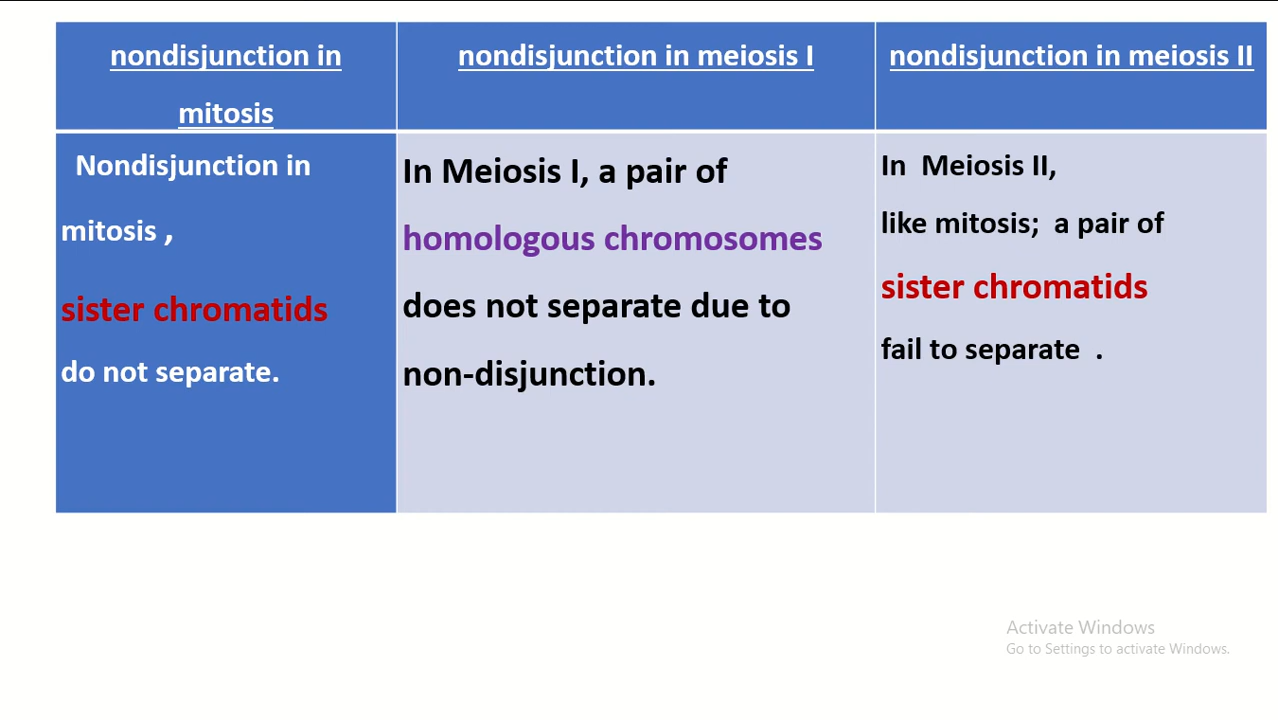 nondisjunction in
mitosis
nondisjunction in meiosis I
nondisjunction in meiosis II
Nondisjunction in
mitosis ,
sister chromatids
do not separate.
In Meiosis I, a pair of
homologous chromosomes
does not separate due to
non-disjunction.
In Meiosis II,
like mitosis; a pair of
sister chromatids
fail to separate .
Activate Windows
Go to Settings to activate Windows.